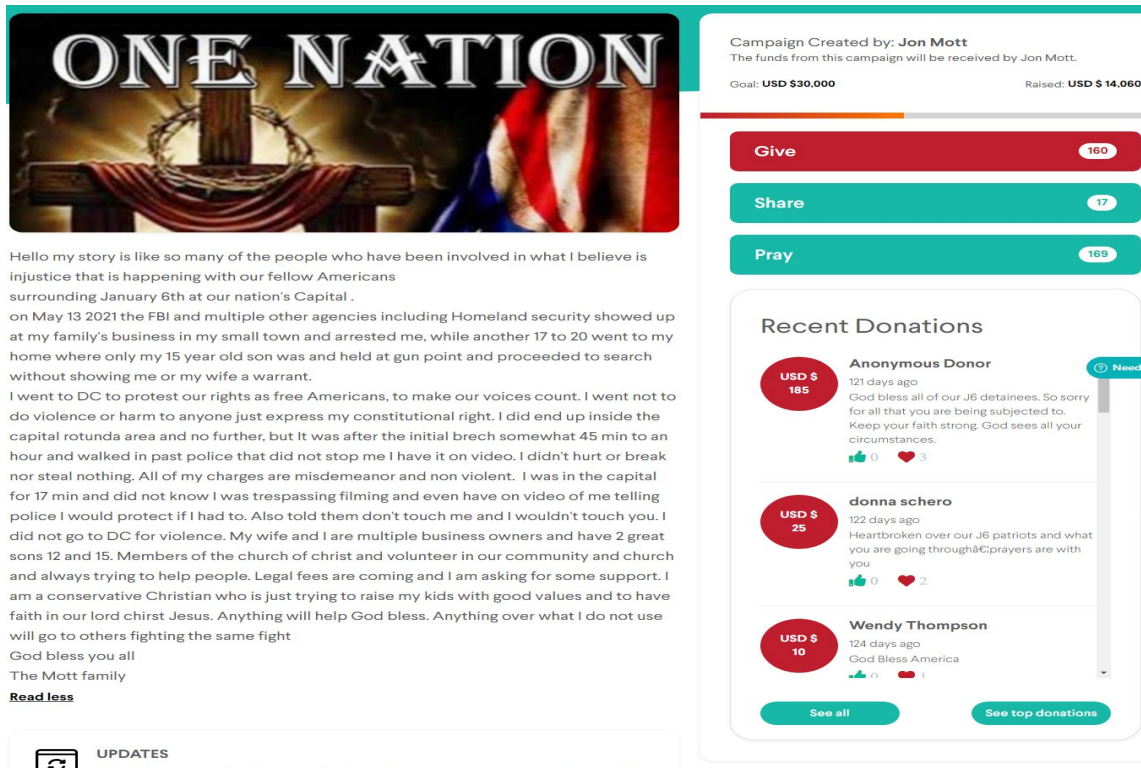 ONE NATION
Hello my story is like so many of the people who have been involved in what I believe is
injustice that is happening with our fellow Americans
surrounding January 6th at our nation's Capital .
on May 13 2021 the FBI and multiple other agencies including Homeland security showed up
at my family's business in my small town and arrested me, while another 17 to 20 went to my
home where only my 15 year old son was and held at gun point and proceeded to search
without showing me or my wife a warrant.
I went to DC to protest our rights as free Americans, to make our voices count. I went not to
do violence or harm to anyone just express my constitutional right. I did end up inside the
capital rotunda area and no further, but It was after the initial brech somewhat 45 min to an
hour and walked in past police that did not stop me I have it on video. I didn't hurt or break
nor steal nothing. All of my charges are misdemeanor and non violent.  I was in the capital
for 17 min and did not know I was trespassing filming and even have on video of me telling
police I would protect if I had to. Also told them don't touch me and I wouldn't touch you. I
did not go to DC for violence. My wife and I are multiple business owners and have 2 great
sons 12 and 15. Members of the church of christ and volunteer in our community and church
and always trying to help people. Legal fees are coming and I am asking for some support. I
am a conservative Christian who is just trying to raise my kids with good values and to have
faith in our lord chirst Jesus. Anything will help God bless. Anything over what I do not use
will go to others fighting the same fight
God bless you all
The Mott family
Read less
UPDATES
Campaign Created by: Jon Mott
The funds from this campaign will be received by Jon Mott.
Goal: USD $30,000 Raised: USD $ 14,060
Give 160
Share 17
Pray 169
Recent Donations
Need
USD $
185
Anonymous Donor
121 days ago
God bless all of our J6 detainees. So sorry
for all that you are being subjected to.
Keep your faith strong. God sees all your
circumstances.
0 3
USD $
25
donna schero
122 days ago
Heartbroken over our J6 patriots and what
you are going throughâ€¦prayers are with
you
0 2
USD $
10
Wendy Thompson
124 days ago
God Bless America
0 1
See all See top donations